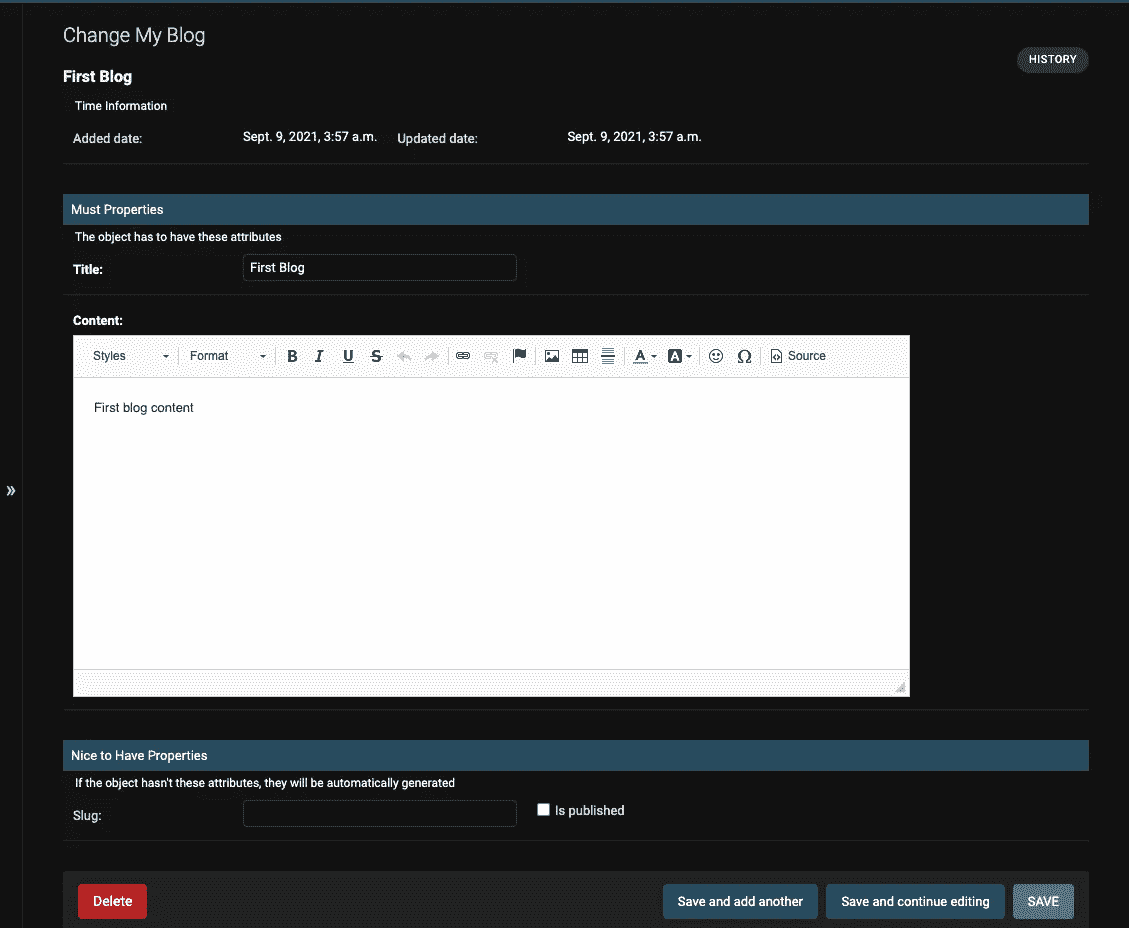 Change My Blog
HISTORY
First Blog
Time Information
Added date: Sept. 9, 2021, 3:57 a.m. Updated date: Sept. 9, 2021, 3:57 a.m.
Must Properties
The object has to have these attributes
Title: First Blog
Content:
Styles Format B I U S A A Ω Source
First blog content
»
Nice to Have Properties
If the object hasn't these attributes, they will be automatically generated
Slug: Is published
Delete Save and add another Save and continue editing SAVE